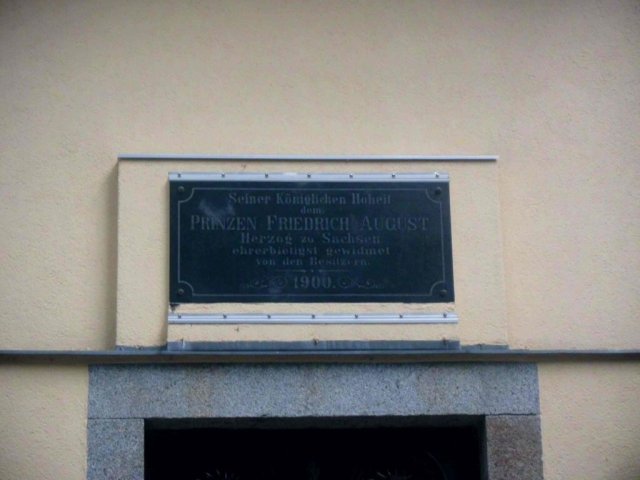 Seiner Königlichen Hoheit
dem
PRINZEN FRIEDRICH AUGUST
Herzog zu Sachsen
ehrerbietigst gewidmet
von den Besitzern.
1900.